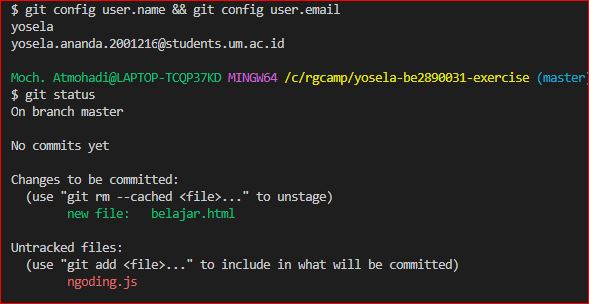 $ git config user.name && git config user.email
yosela
yosela.ananda.2001216@students.um.ac.id
Moch. Atmohadi@LAPTOP-TCQP37KD MINGW64 /c/rgcamp/yosela-be2890031-exercise (master)
$ git status
On branch master
No commits yet
Changes to be committed:
(use "git rm --cached <file>..." to unstage)
new file: belajar.html
Untracked files:
(use "git add <file>..." to include in what will be committed)
ngoding.js